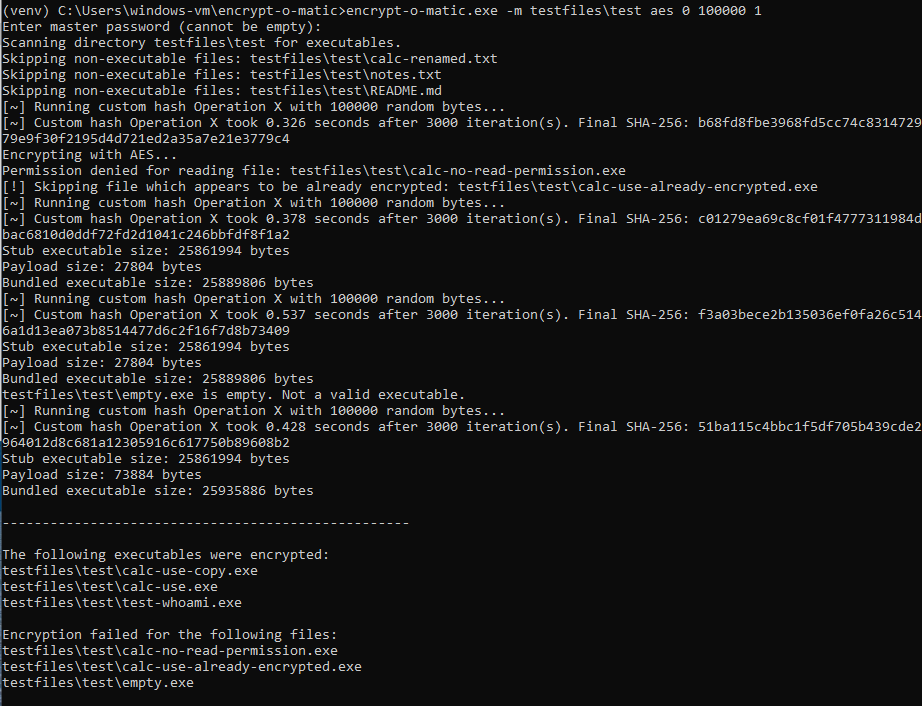 (venv) C:\Users\windows-vm\encrypt-o-matic>encrypt-o-matic.exe -m testfiles\test aes 0 100000 1
Enter master password (cannot be empty):
Scanning directory testfiles\test for executables.
Skipping non-executable files: testfiles\test\calc-renamed.txt
Skipping non-executable files: testfiles\test\notes.txt
Skipping non-executable files: testfiles\test\README.md
[~] Running custom hash Operation X with 100000 random bytes...
[~] Custom hash Operation X took 0.326 seconds after 3000 iteration(s). Final SHA-256: b68fd8fbe3968fd5cc74c8314729
79e9f30f2195d4d721ed2a35a7e21e3779c4
Encrypting with AES...
Permission denied for reading file: testfiles\test\calc-no-read-permission.exe
[!] Skipping file which appears to be already encrypted: testfiles\test\calc-use-already-encrypted.exe
[~] Running custom hash Operation X with 100000 random bytes...
[~] Custom hash Operation X took 0.378 seconds after 3000 iteration(s). Final SHA-256: c01279ea69c8cf01f4777311984d
bac6810d0ddf72fd2d1041c246bbfdf8f1a2
Stub executable size: 25861994 bytes
Payload size: 27804 bytes
Bundled executable size: 25889806 bytes
[~] Running custom hash Operation X with 100000 random bytes...
[~] Custom hash Operation X took 0.537 seconds after 3000 iteration(s). Final SHA-256: f3a03bece2b135036ef0fa26c514
6a1d13ea073b8514477d6c2f16f7d8b73409
Stub executable size: 25861994 bytes
Payload size: 27804 bytes
Bundled executable size: 25889806 bytes
testfiles\test\empty.exe is empty. Not a valid executable.
[~] Running custom hash Operation X with 100000 random bytes...
[~] Custom hash Operation X took 0.428 seconds after 3000 iteration(s). Final SHA-256: 51ba115c4bbc1f5df705b439cde2
964012d8c681a12305916c617750b89608b2
Stub executable size: 25861994 bytes
Payload size: 73884 bytes
Bundled executable size: 25935886 bytes
---------------------------------------------------
The following executables were encrypted:
testfiles\test\calc-use-copy.exe
testfiles\test\calc-use.exe
testfiles\test\test-whoami.exe
Encryption failed for the following files:
testfiles\test\calc-no-read-permission.exe
testfiles\test\calc-use-already-encrypted.exe
testfiles\test\empty.exe